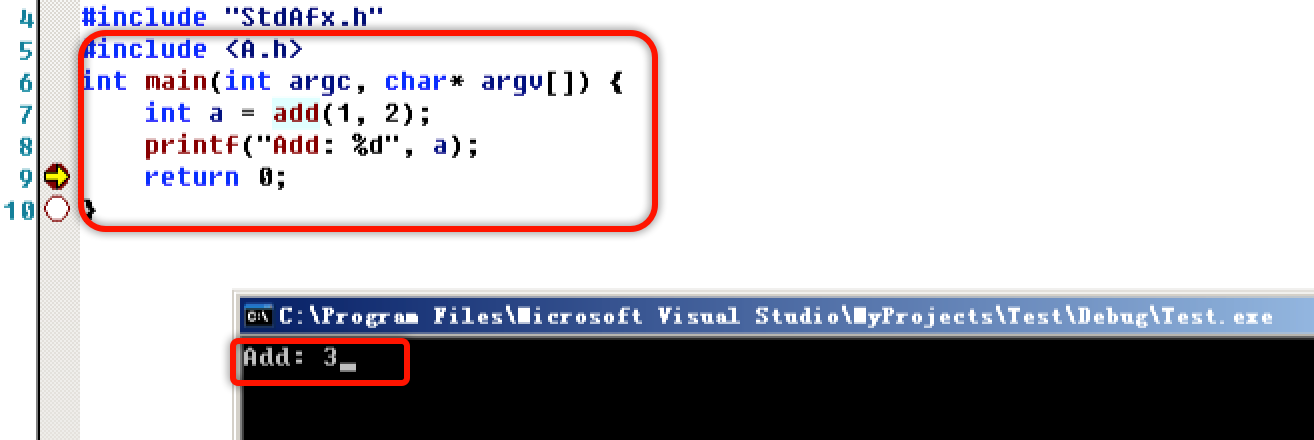 4 #include "StdAfx.h"
5 #include <A.h>
6 int main(int argc, char* argv[]) {
7     int a = add(1, 2);
8     printf("Add: %d", a);
9     return 0;
10 }
C:\Program Files\Microsoft Visual Studio\MyProjects\Test\Debug\Test.exe
Add: 3